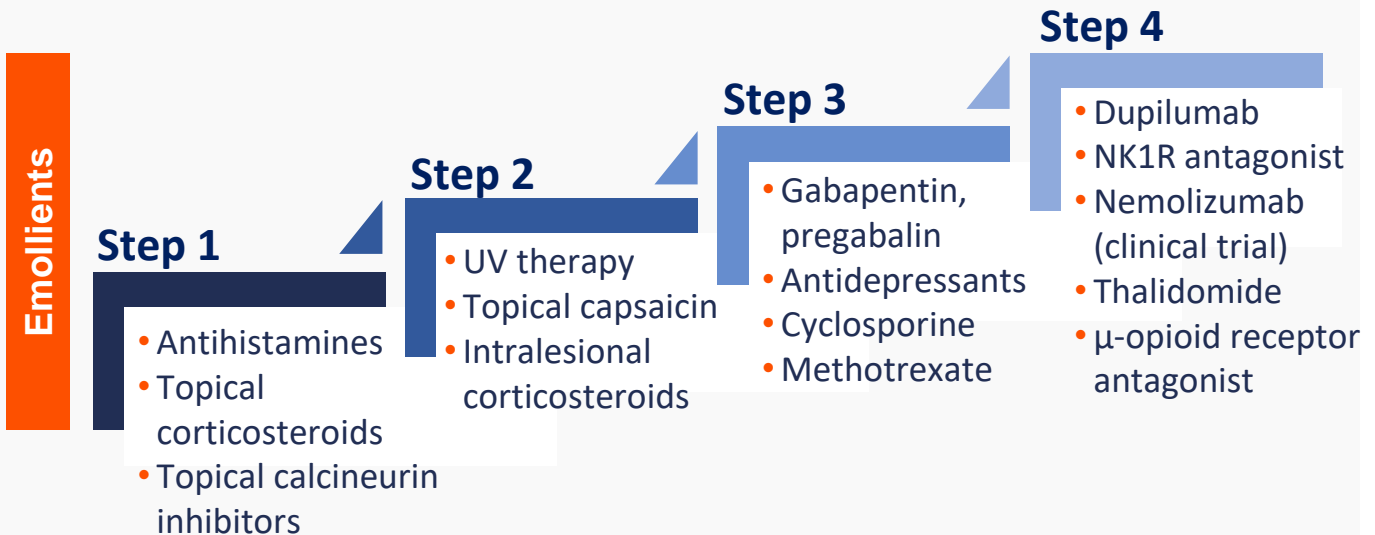 Emollients
Step 1
• Antihistamines
• Topical
corticosteroids
• Topical calcineurin
inhibitors
Step 2
• UV therapy
• Topical capsaicin
• Intralesional
corticosteroids
Step 3
• Gabapentin,
pregabalin
• Antidepressants
• Cyclosporine
• Methotrexate
Step 4
• Dupilumab
• NK1R antagonist
• Nemolizumab
(clinical trial)
• Thalidomide
• μ-opioid receptor
antagonist